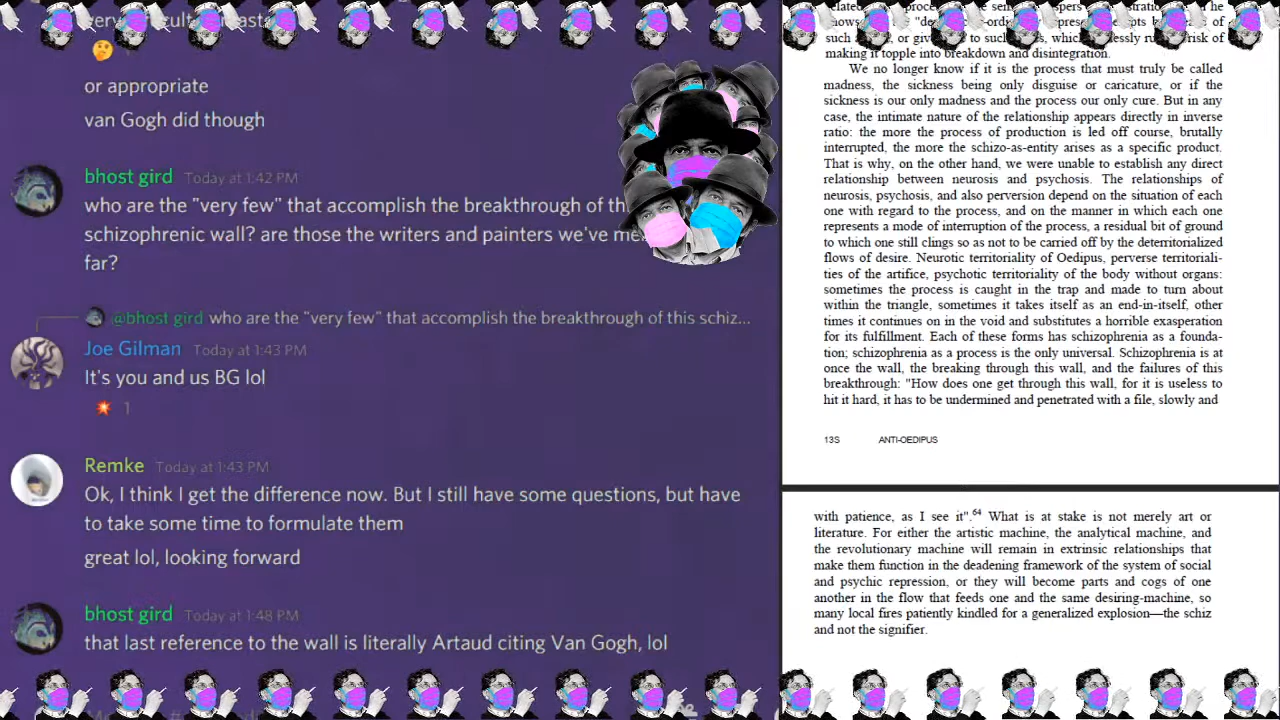 or appropriate
van Gogh did though
bhost gird Today at 1:42 PM
who are the "very few" that accomplish the breakthrough of
schizophrenic wall? are those the writers and painters we've
far?
@bhost gird who are the "very few" that accomplish the breakthrough of this schiz...
Joe Gilman Today at 1:43 PM
It's you and us BG lol
1
Remke Today at 1:43 PM
Ok, I think I get the difference now. But I still have some questions, but have
to take some time to formulate them
great lol, looking forward
bhost gird Today at 1:48 PM
that last reference to the wall is literally Artaud citing Van Gogh, lol
making it topple into breakdown and disintegration.
We no longer know if it is the process that must truly be called
madness, the sickness being only disguise or caricature, or if the
sickness is our only madness and the process our only cure. But in any
case, the intimate nature of the relationship appears directly in inverse
ratio: the more the process of production is led off course, brutally
interrupted, the more the schizo-as-entity arises as a specific product.
That is why, on the other hand, we were unable to establish any direct
relationship between neurosis and psychosis. The relationships of
neurosis, psychosis, and also perversion depend on the situation of each
one with regard to the process, and on the manner in which each one
represents a mode of interruption of the process, a residual bit of ground
to which one still clings so as not to be carried off by the deterritorialized
flows of desire. Neurotic territoriality of Oedipus, perverse territoriali-
ties of the artifice, psychotic territoriality of the body without organs:
sometimes the process is caught in the trap and made to turn about
within the triangle, sometimes it takes itself as an end-in-itself, other
times it continues on in the void and substitutes a horrible exasperation
for its fulfillment. Each of these forms has schizophrenia as a founda-
tion; schizophrenia as a process is the only universal. Schizophrenia is at
once the wall, the breaking through this wall, and the failures of this
breakthrough: "How does one get through this wall, for it is useless to
hit it hard, it has to be undermined and penetrated with a file, slowly and
13S ANTI-OEDIPUS
with patience, as I see it".64 What is at stake is not merely art or
literature. For either the artistic machine, the analytical machine, and
the revolutionary machine will remain in extrinsic relationships that
make them function in the deadening framework of the system of social
and psychic repression, or they will become parts and cogs of one
another in the flow that feeds one and the same desiring-machine, so
many local fires patiently kindled for a generalized explosion—the schiz
and not the signifier.